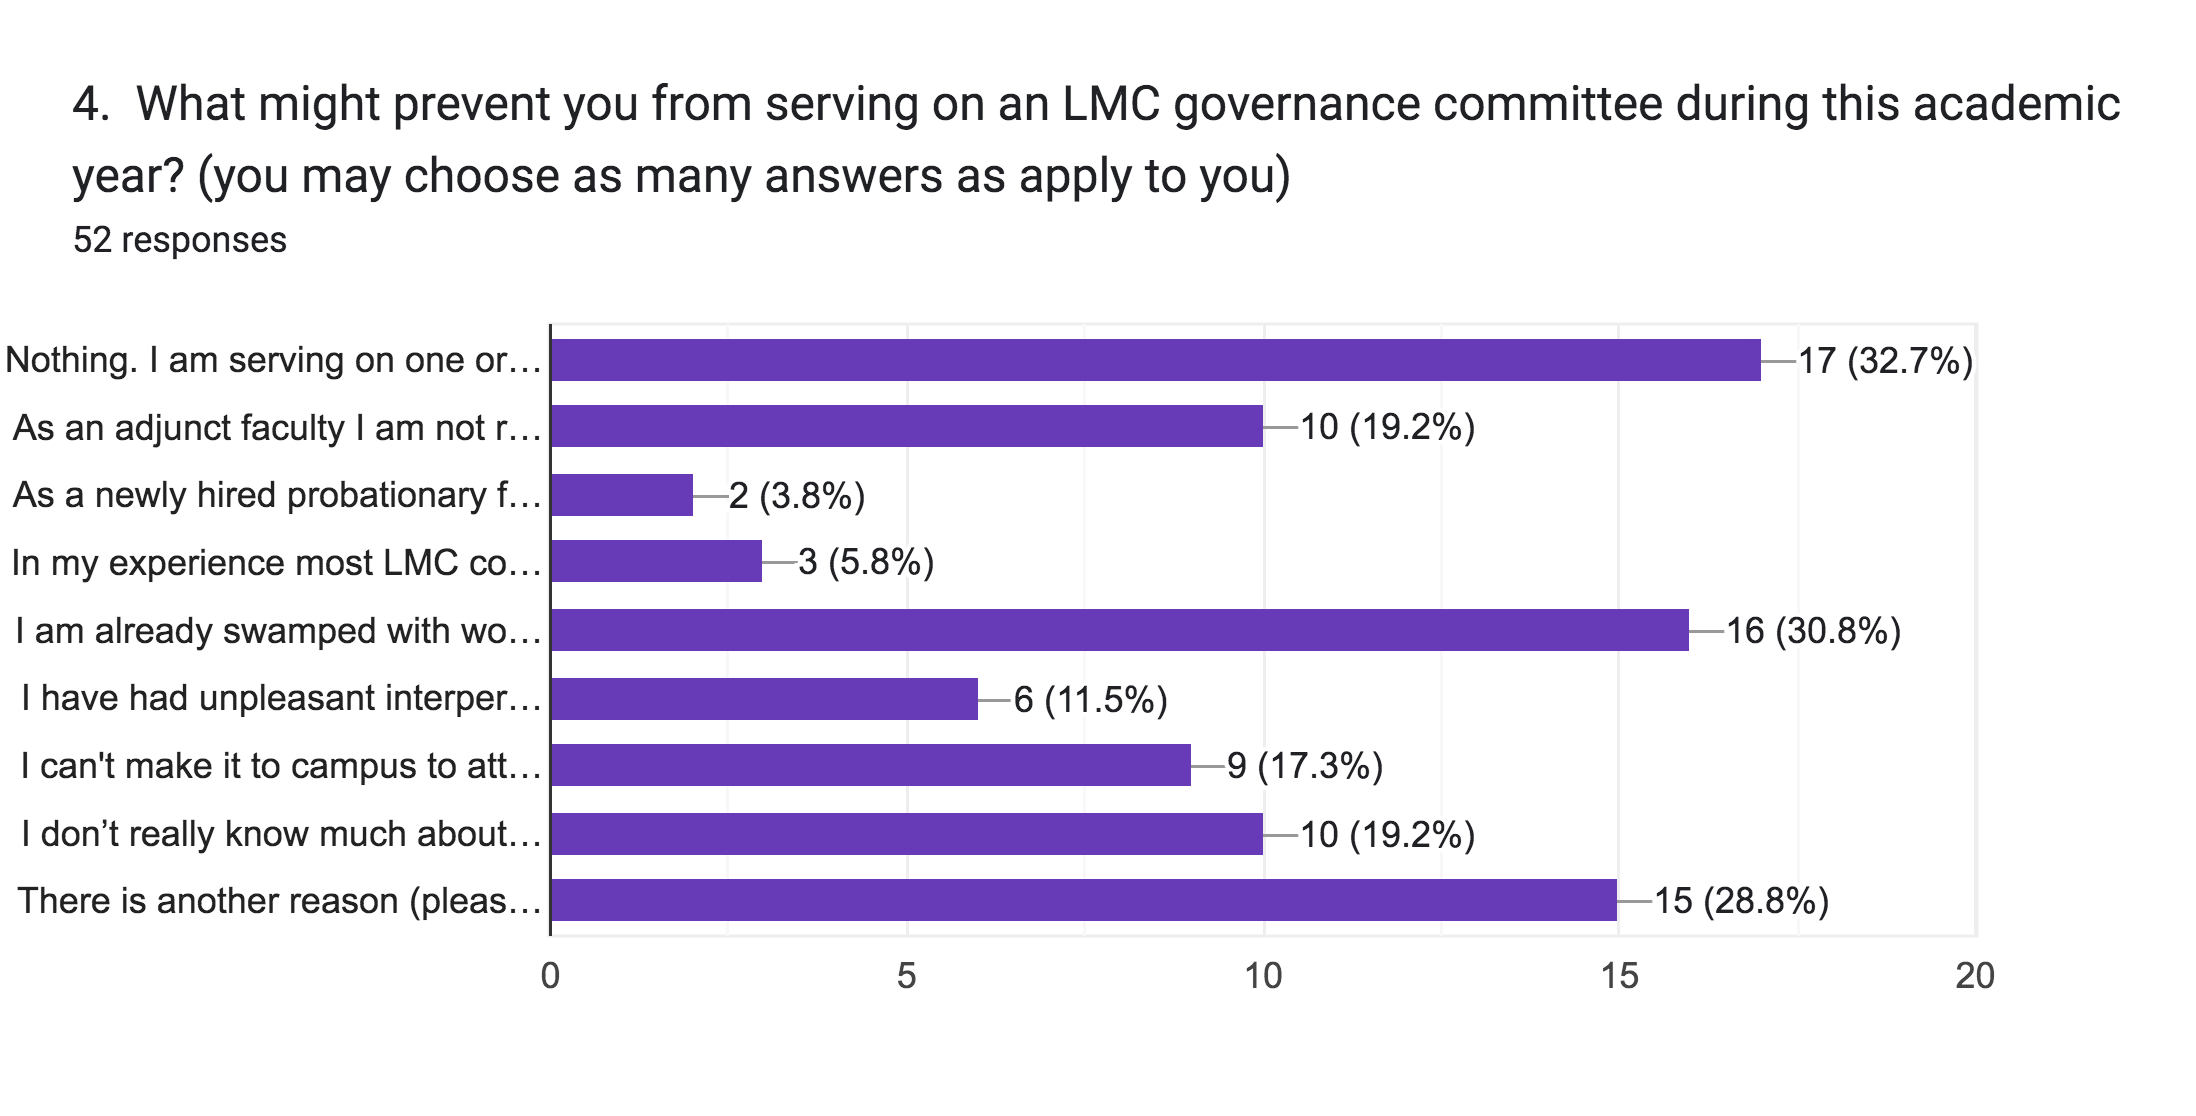 4.  What might prevent you from serving on an LMC governance committee during this academic
year? (you may choose as many answers as apply to you)
52 responses
Nothing. I am serving on one or… 17 (32.7%)
As an adjunct faculty I am not r… 10 (19.2%)
As a newly hired probationary f… 2 (3.8%)
In my experience most LMC co… 3 (5.8%)
I am already swamped with wo… 16 (30.8%)
I have had unpleasant interper… 6 (11.5%)
I can't make it to campus to att… 9 (17.3%)
I don’t really know much about… 10 (19.2%)
There is another reason (pleas… 15 (28.8%)
0 5 10 15 20